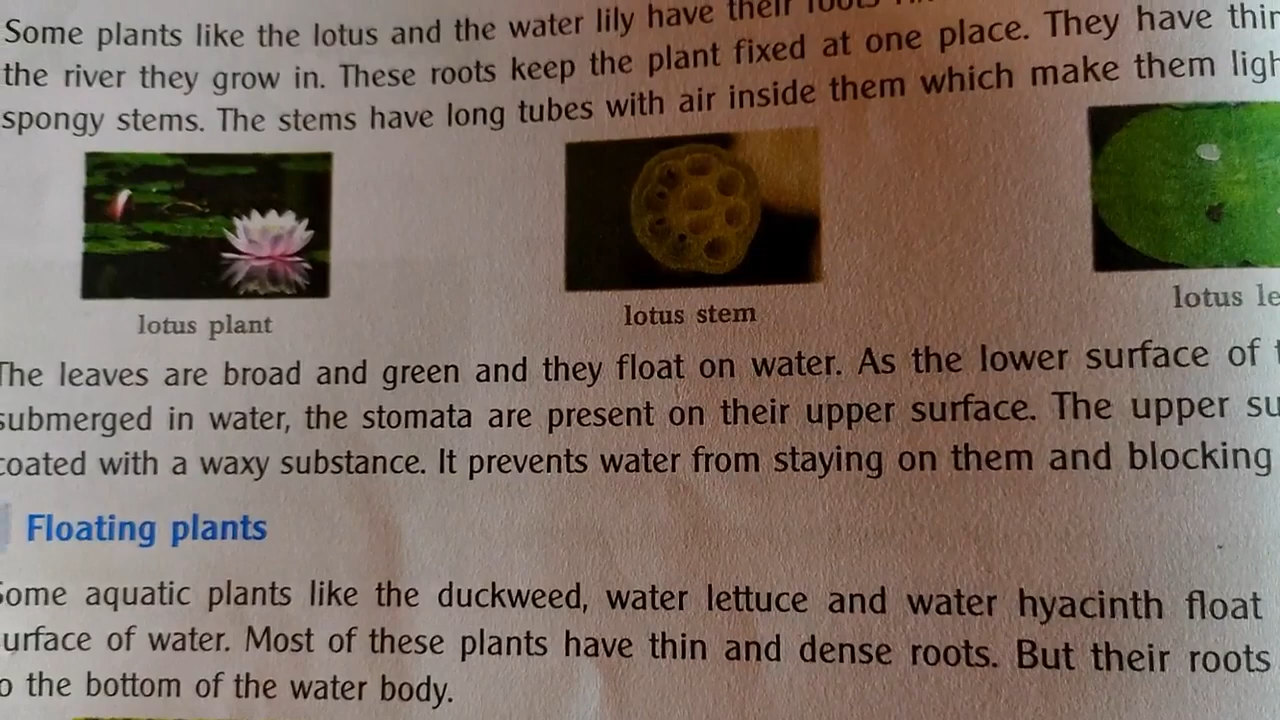 Some plants like the lotus and the water lily have their
the river they grow in. These roots keep the plant fixed at one place. They have
spongy stems. The stems have long tubes with air inside them which make them
lotus plant
lotus stem
lotus
The leaves are broad and green and they float on water. As the lower surface of
submerged in water, the stomata are present on their upper surface. The upper
coated with a waxy substance. It prevents water from staying on them and blocking
Floating plants
Some aquatic plants like the duckweed, water lettuce and water hyacinth float
surface of water. Most of these plants have thin and dense roots. But their roots
the bottom of the water body.